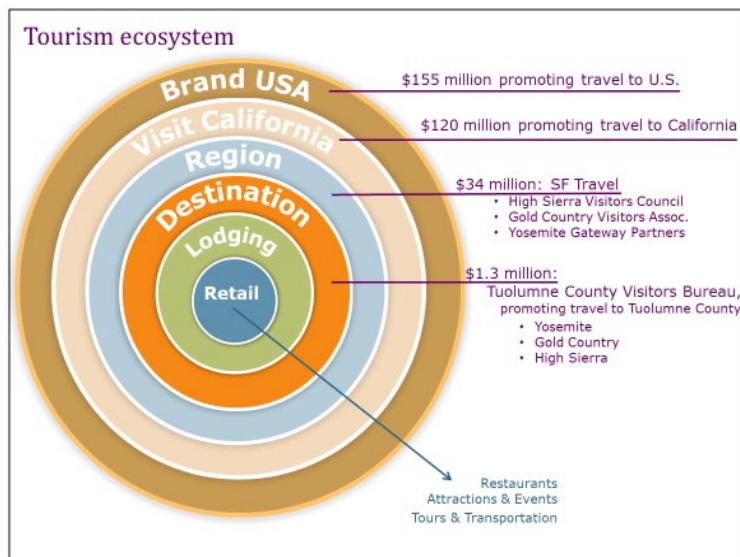 Tourism ecosystem
Brand USA
Visit California
Region
Destination
Lodging
Retail
$155 million promoting travel to U.S.
$120 million promoting travel to California
$34 million: SF Travel
• High Sierra Visitors Council
• Gold Country Visitors Assoc.
• Yosemite Gateway Partners
$1.3 million:
Tuolumne County Visitors Bureau,
promoting travel to Tuolumne County
• Yosemite
• Gold Country
• High Sierra
Restaurants
Attractions & Events
Tours & Transportation